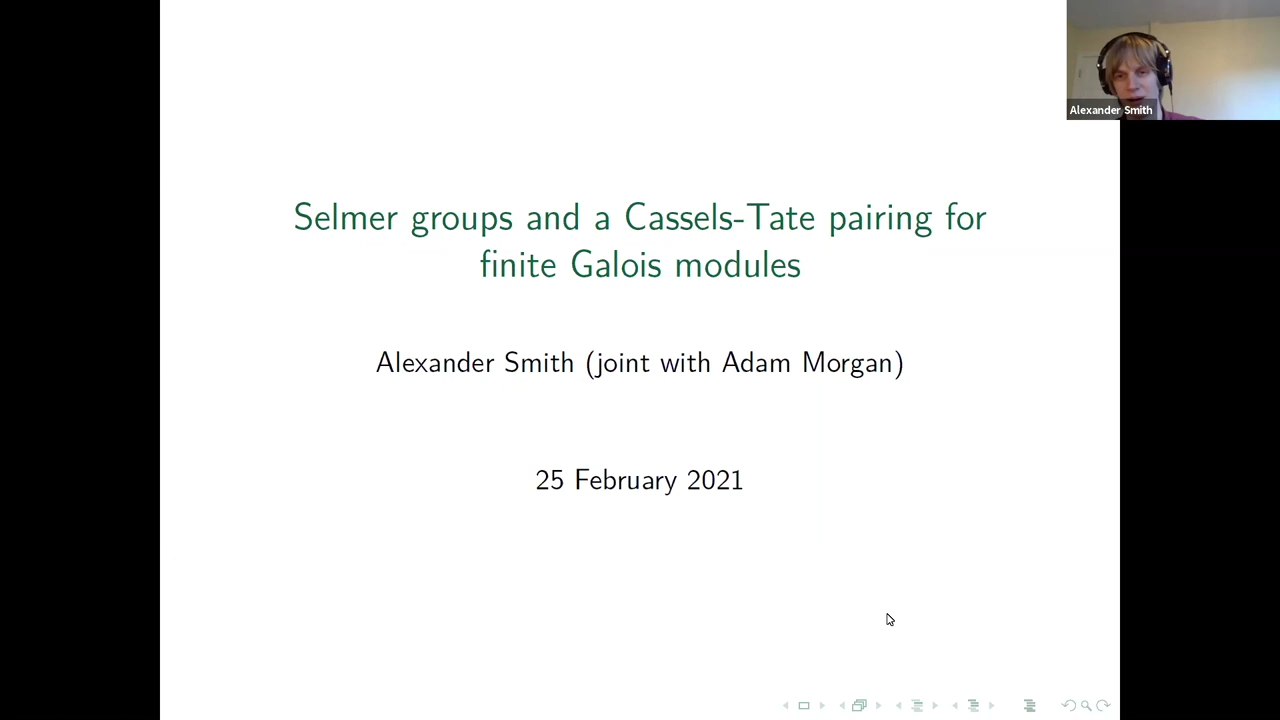 Alexander Smith
Selmer groups and a Cassels-Tate pairing for
finite Galois modules
Alexander Smith (joint with Adam Morgan)
25 February 2021